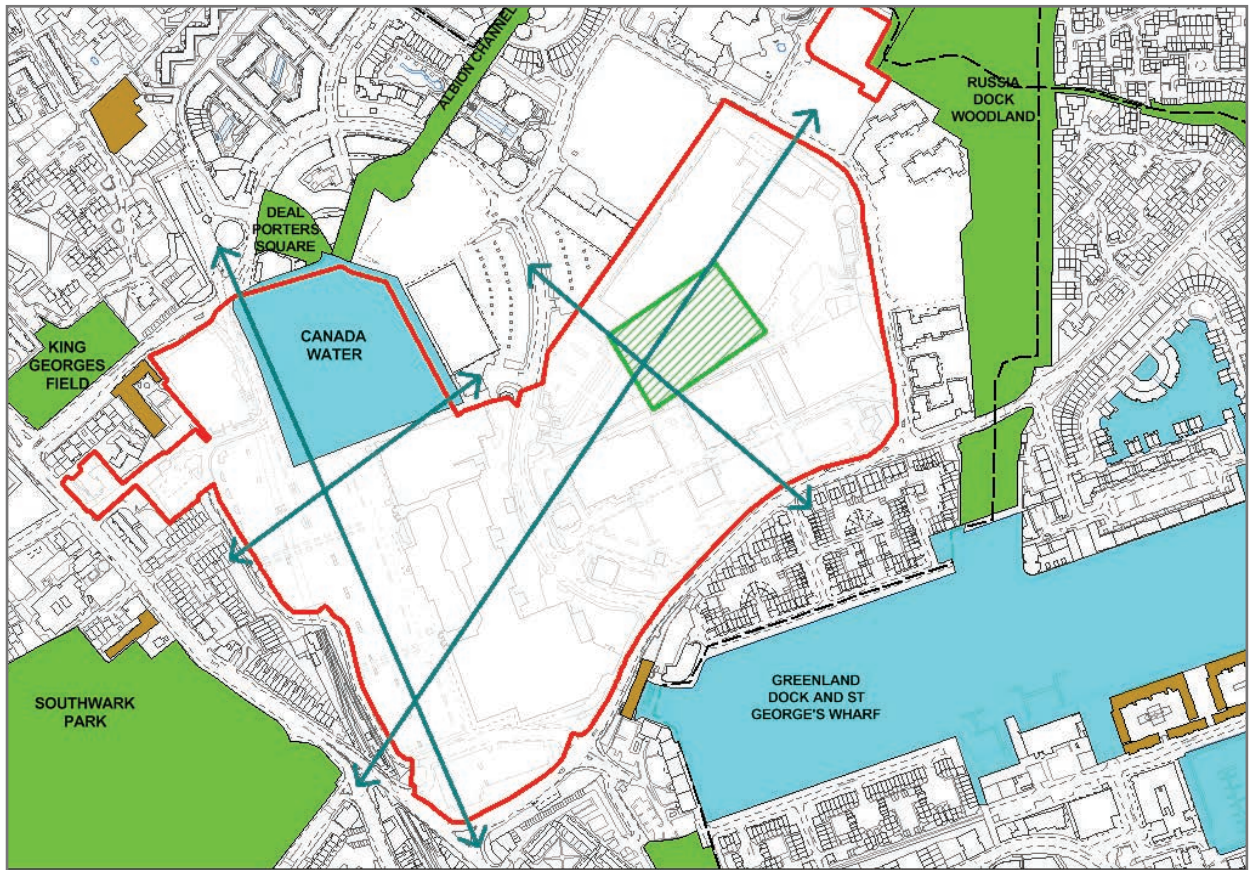 ALBION CHANNEL
RUSSIA
DOCK
WOODLAND
DEAL
PORTERS
SQUARE
CANADA
WATER
KING
GEORGES
FIELD
SOUTHWARK
PARK
GREENLAND
DOCK AND ST
GEORGE'S WHARF